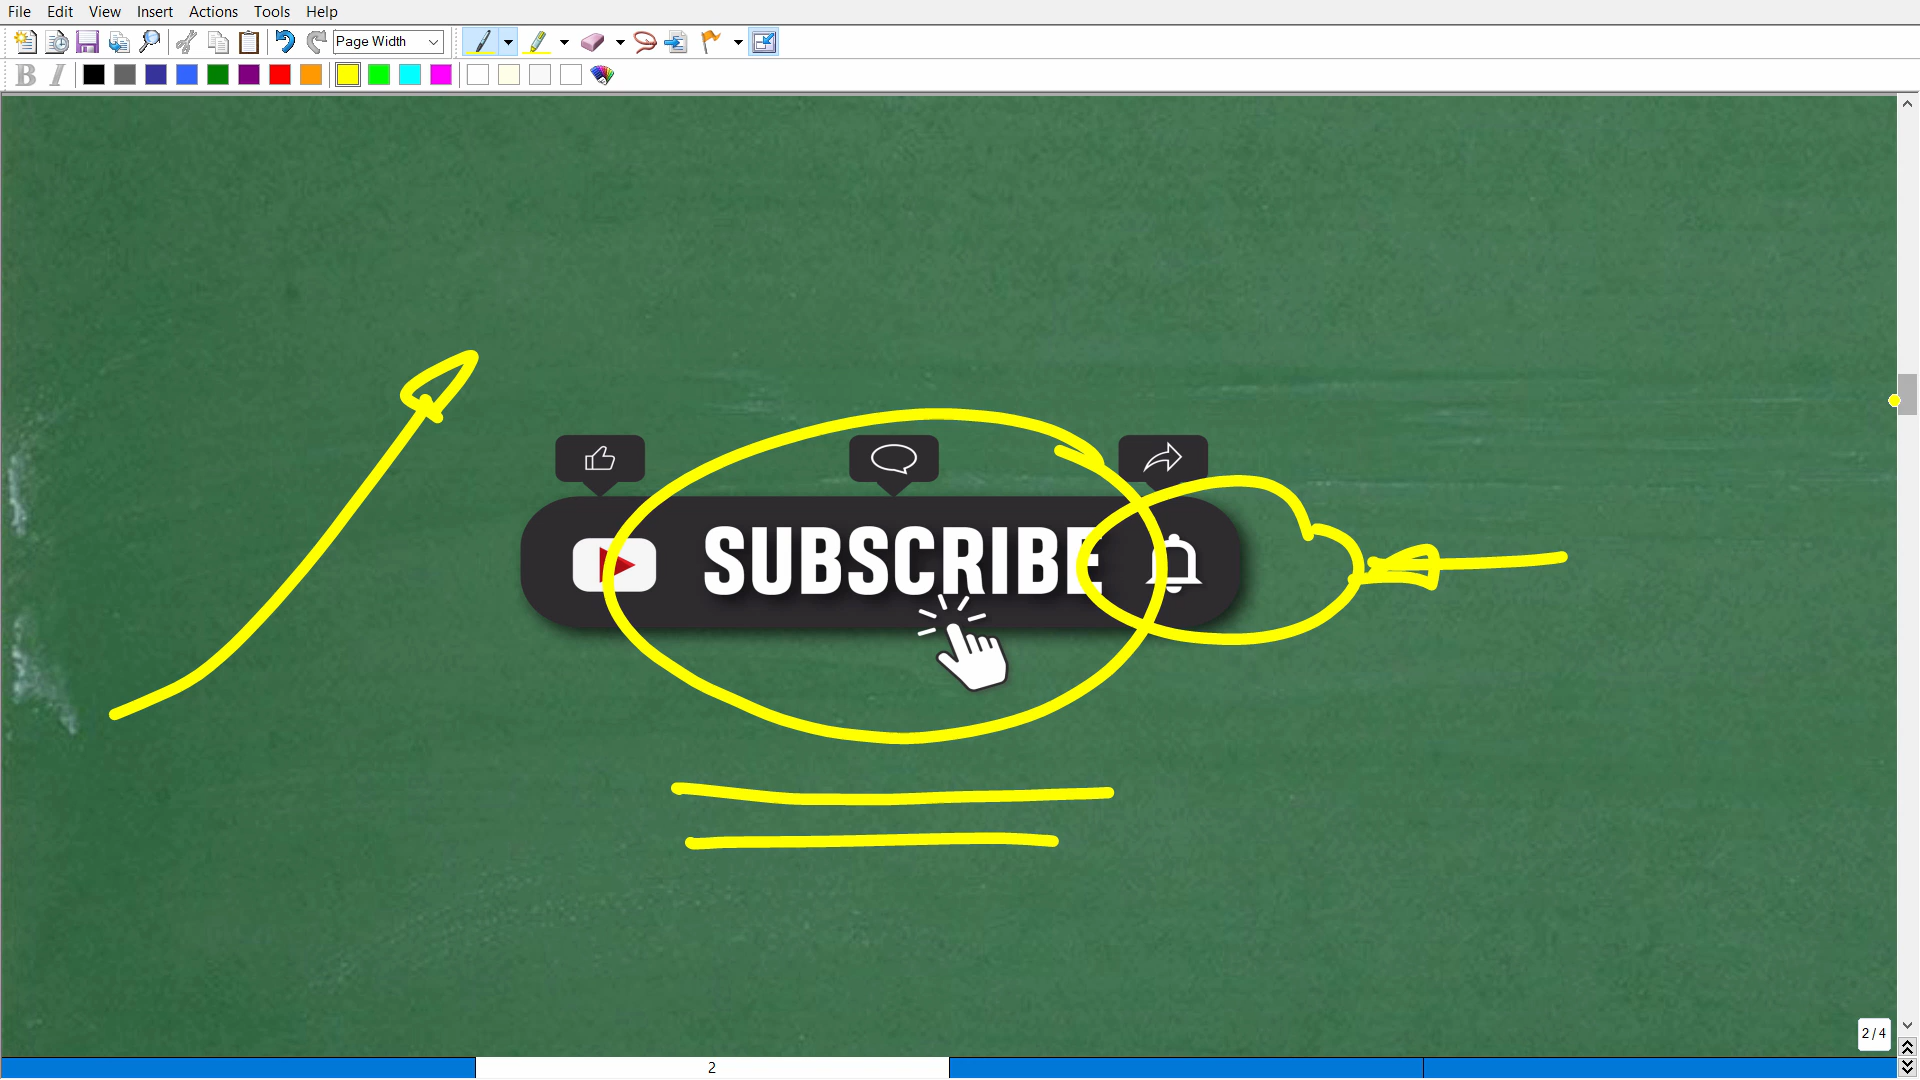 File Edit View Insert Actions Tools Help
Page Width
B I
SUBSCRIBE
2 / 4
2